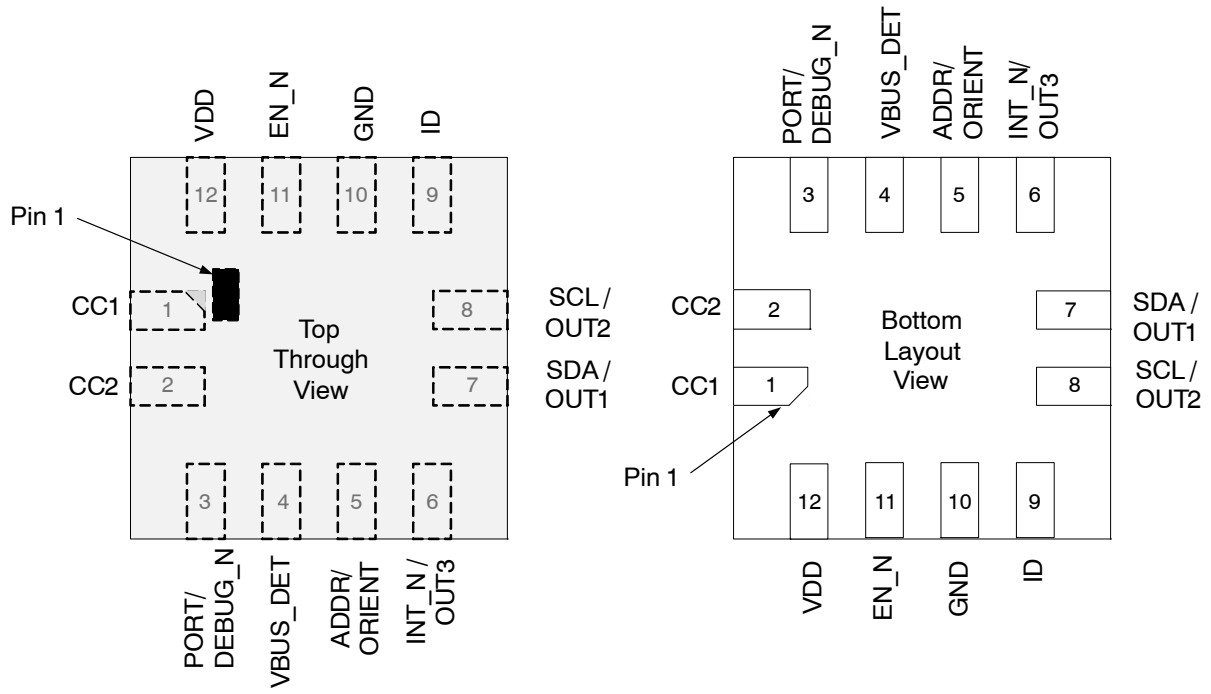 VDD
EN_N
GND
ID
12
11
10
9
Pin 1
CC1
1
8
SCL /
OUT2
Top
Through
View
CC2
2
7
SDA /
OUT1
3
4
5
6
PORT/
DEBUG_N
VBUS_DET
ADDR/
ORIENT
INT_N /
OUT3
PORT/
DEBUG_N
VBUS_DET
ADDR/
ORIENT
INT_N/
OUT3
3
4
5
6
CC2
2
7
SDA /
OUT1
Bottom
Layout
View
CC1
1
8
SCL /
OUT2
Pin 1
12
11
10
9
VDD
EN_N
GND
ID